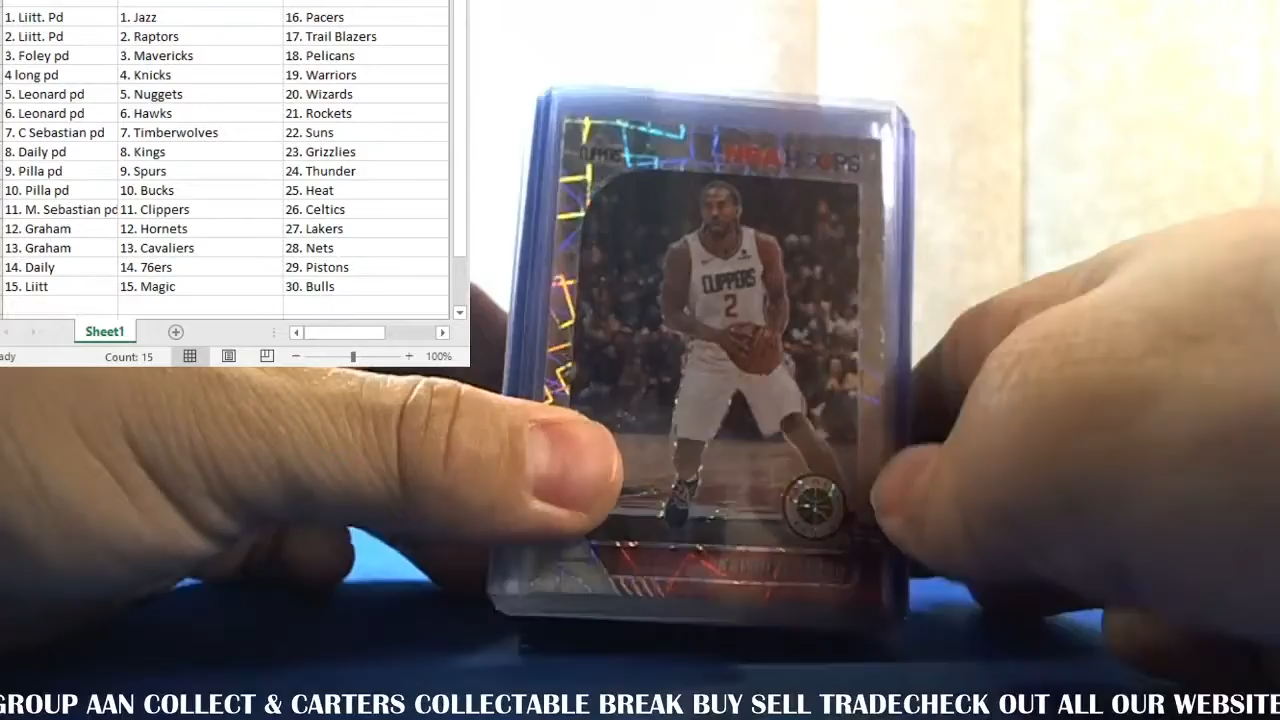 1. Liitt. Pd 1. Jazz 16. Pacers
2. Liitt. Pd 2. Raptors 17. Trail Blazers
3. Foley pd 3. Mavericks 18. Pelicans
4 long pd 4. Knicks 19. Warriors
5. Leonard pd 5. Nuggets 20. Wizards
6. Leonard pd 6. Hawks 21. Rockets
7. C Sebastian pd 7. Timberwolves 22. Suns
8. Daily pd 8. Kings 23. Grizzlies
9. Pilla pd 9. Spurs 24. Thunder
10. Pilla pd 10. Bucks 25. Heat
11. M. Sebastian pd 11. Clippers 26. Celtics
12. Graham 12. Hornets 27. Lakers
13. Graham 13. Cavaliers 28. Nets
14. Daily 14. 76ers 29. Pistons
15. Liitt 15. Magic 30. Bulls
Sheet1
ady Count: 15 100%
CLIPPERS NBA HOOPS
CLIPPERS
2
GROUP AAN COLLECT & CARTERS COLLECTABLE BREAK BUY SELL TRADECHECK OUT ALL OUR WEBSITE